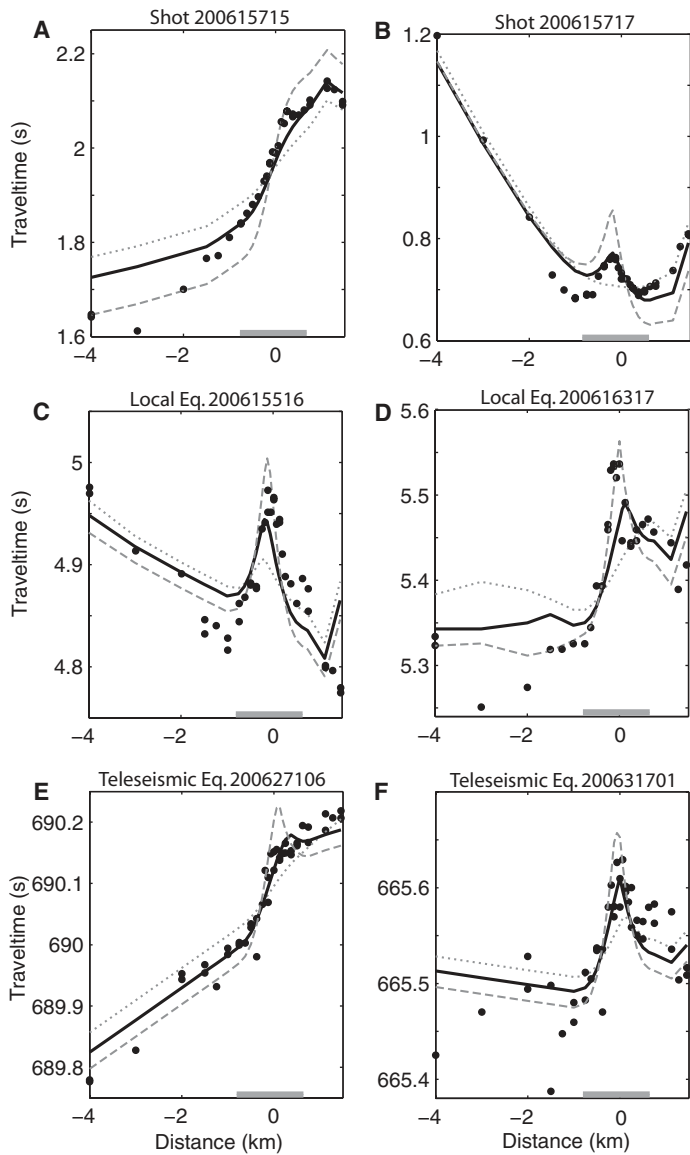 A
Shot 200615715
Traveltime (s)
2.2
2
1.8
1.6
−4
−2
0
B
Shot 200615717
1.2
1
0.8
0.6
−4
−2
0
C
Local Eq. 200615516
Traveltime (s)
5
4.9
4.8
−4
−2
0
D
Local Eq. 200616317
5.6
5.5
5.4
5.3
−4
−2
0
E
Teleseismic Eq. 200627106
Traveltime (s)
690.2
690.1
690
689.9
689.8
−4
−2
0
Distance (km)
F
Teleseismic Eq. 200631701
665.6
665.5
665.4
−4
−2
0
Distance (km)